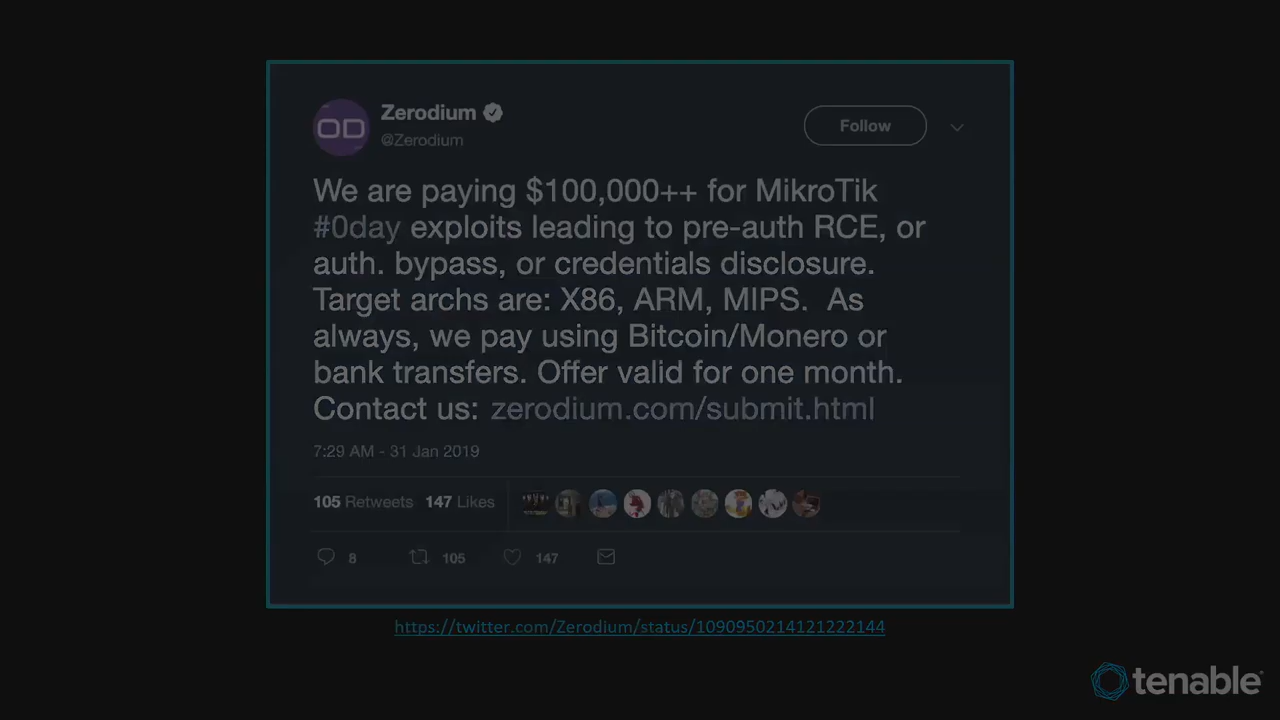 OD
Zerodium
@Zerodium
Follow
We are paying $100,000++ for MikroTik
#0day exploits leading to pre-auth RCE, or
auth. bypass, or credentials disclosure.
Target archs are: X86, ARM, MIPS.  As
always, we pay using Bitcoin/Monero or
bank transfers. Offer valid for one month.
Contact us: zerodium.com/submit.html
7:29 AM - 31 Jan 2019
105 Retweets 147 Likes
8 105 147
https://twitter.com/Zerodium/status/1090950214121222144
tenable